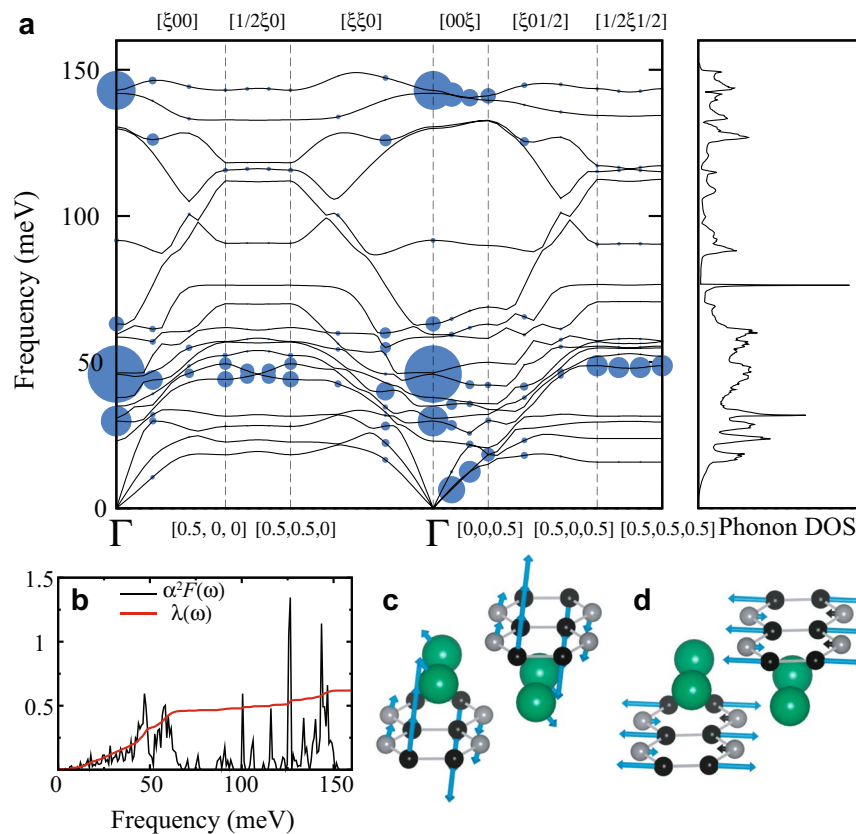 a
[ξ00] [1/2ξ0] [ξξ0] [00ξ] [ξ01/2] [1/2ξ1/2]
150
100
50
0
Frequency (meV)
Γ [0.5, 0, 0] [0.5,0.5,0] Γ [0,0,0.5] [0.5,0,0.5] [0.5,0.5,0.5] Phonon DOS
b
1.5
1
0.5
0
α²F(ω)
λ(ω)
0 50 100 150
Frequency (meV)
c
d